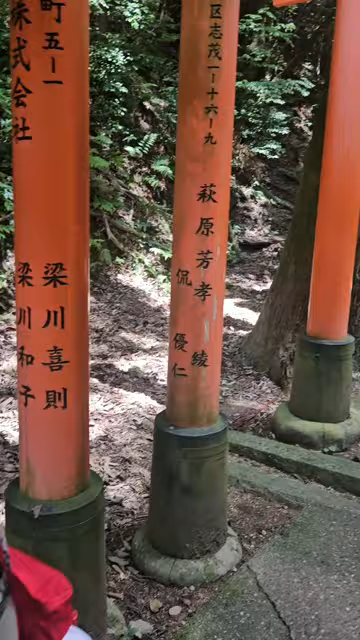 町五ー一
株式会社
梁川喜則
梁川和子
区志茂一ー十六ー九
萩原芳孝
侃
綾
優仁